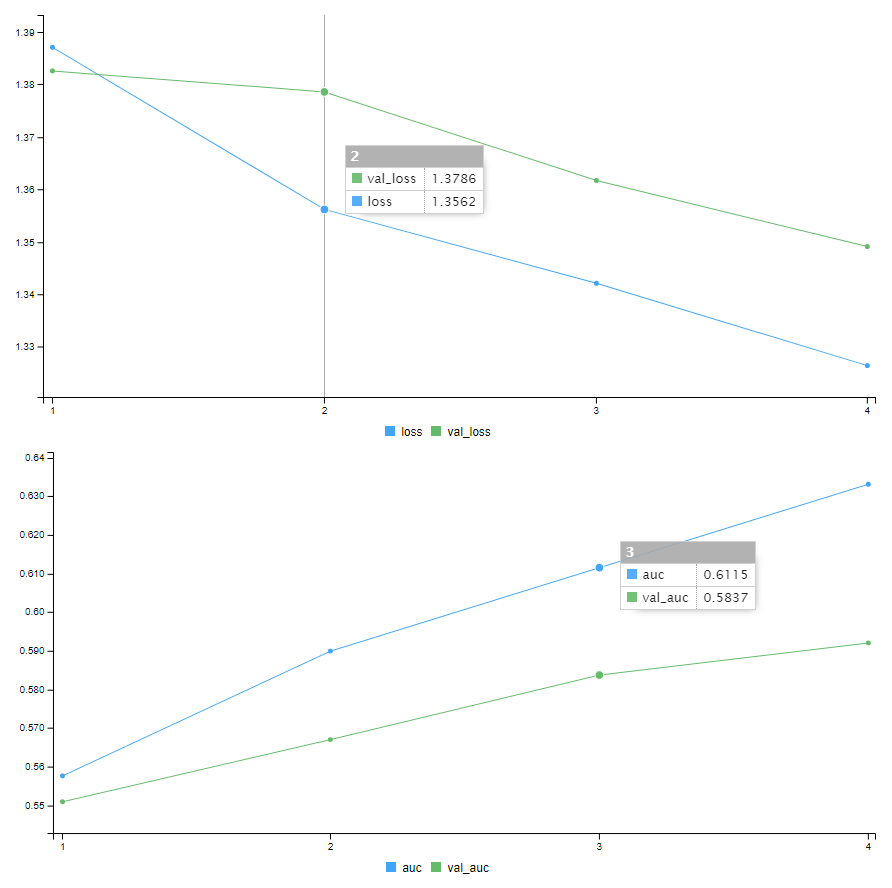 1.39
1.38
1.37
1.36
1.35
1.34
1.33
2
val_loss 1.3786
loss 1.3562
1 2 3 4
loss val_loss
0.64
0.630
0.620
0.610
0.60
0.590
0.580
0.570
0.56
0.55
3
auc 0.6115
val_auc 0.5837
1 2 3 4
auc val_auc